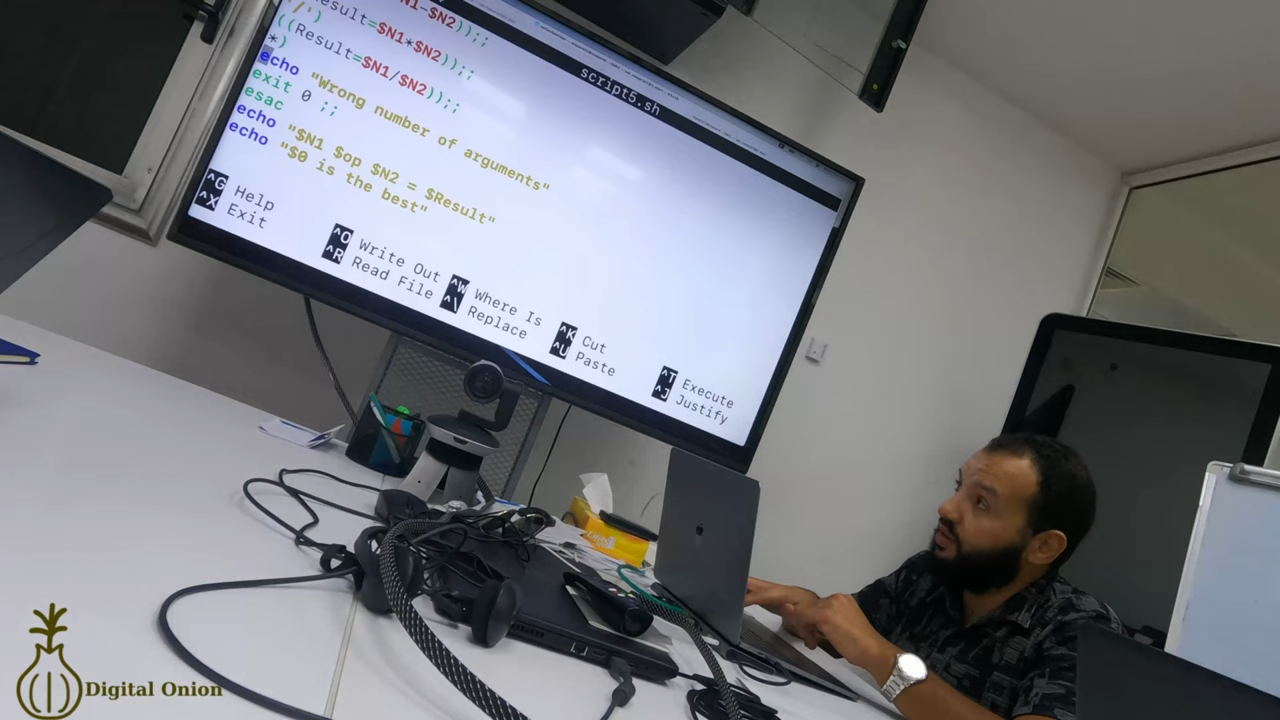 script5.sh
$N1-$N2));;
'/')
((Result=$N1*$N2));;
*)
((Result=$N1/$N2));;
echo "Wrong number of arguments"
exit 0 ;;
esac
echo "$N1 $op $N2 = $Result"
echo "$0 is the best"
^G Help
^X Exit
^O Write Out
^R Read File
^W Where Is
^\ Replace
^K Cut
^U Paste
^T Execute
^J Justify
Digital Onion